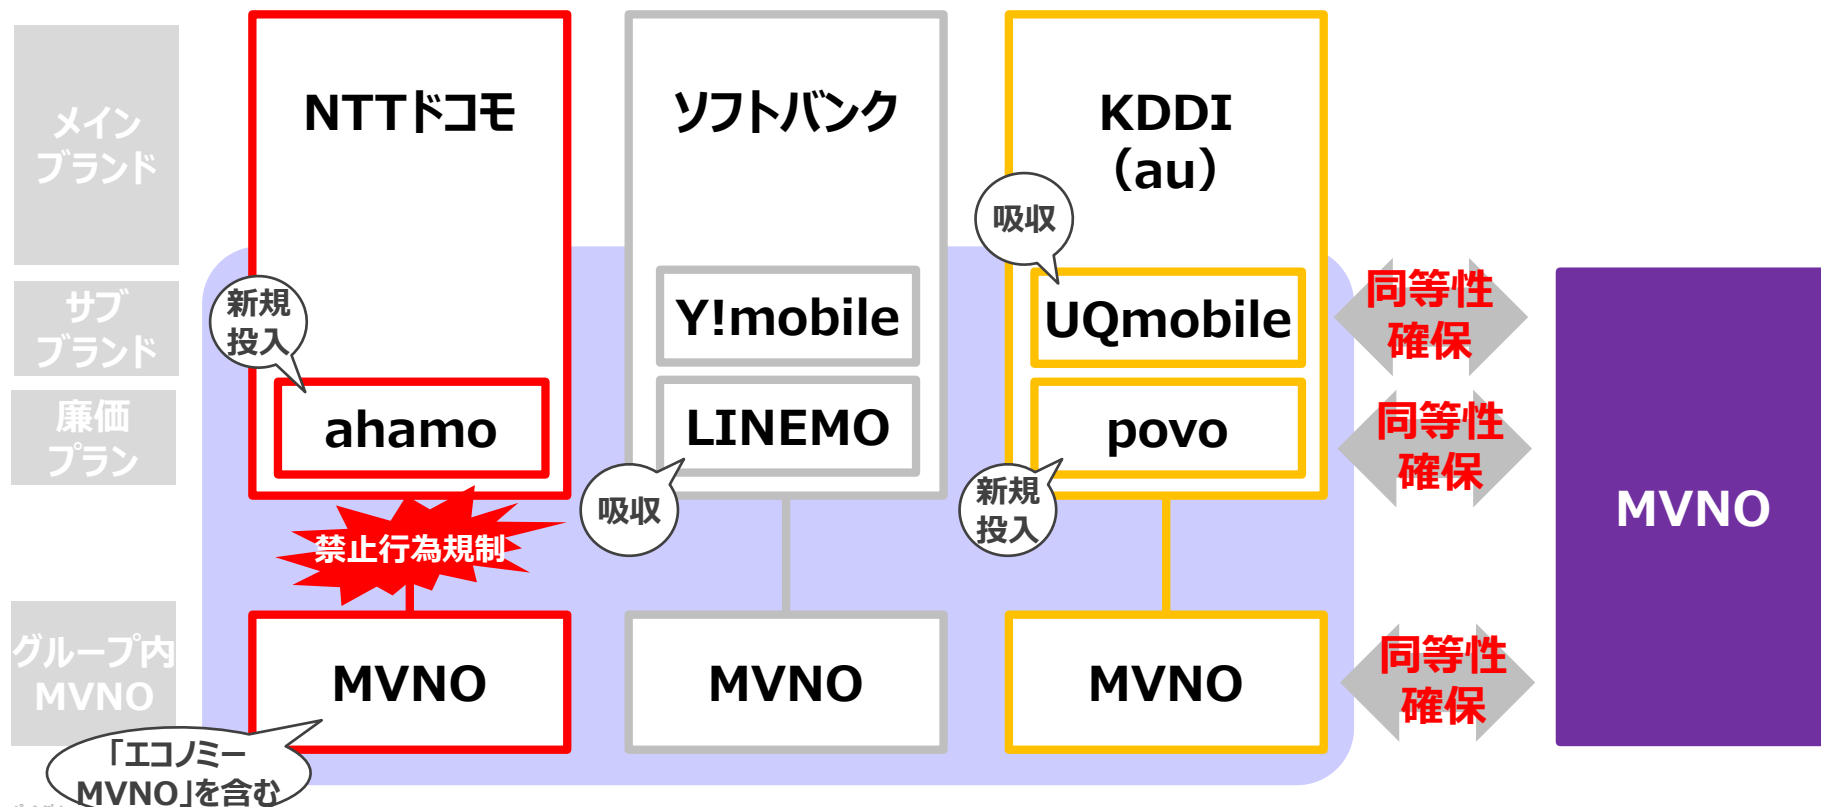 メイン
ブランド
NTTドコモ
ソフトバンク
KDDI
（au）
吸収
サブ
ブランド
新規
投入
Y!mobile
UQmobile
同等性
確保
廉価
プラン
ahamo
LINEMO
povo
同等性
確保
吸収
新規
投入
禁止行為規制
MVNO
グループ内
MVNO
MVNO
MVNO
MVNO
同等性
確保
「エコノミー
MVNO」を含む